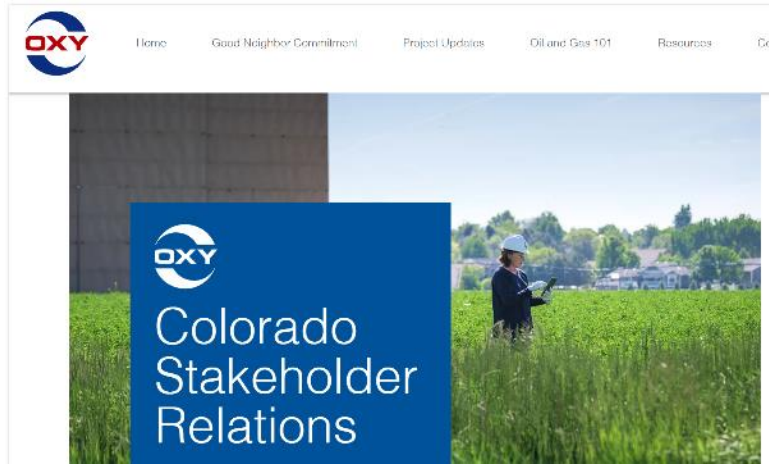 OXY
Home Good Neighbor Commitment Project Updates Oil and Gas 101 Resources
OXY
Colorado
Stakeholder
Relations